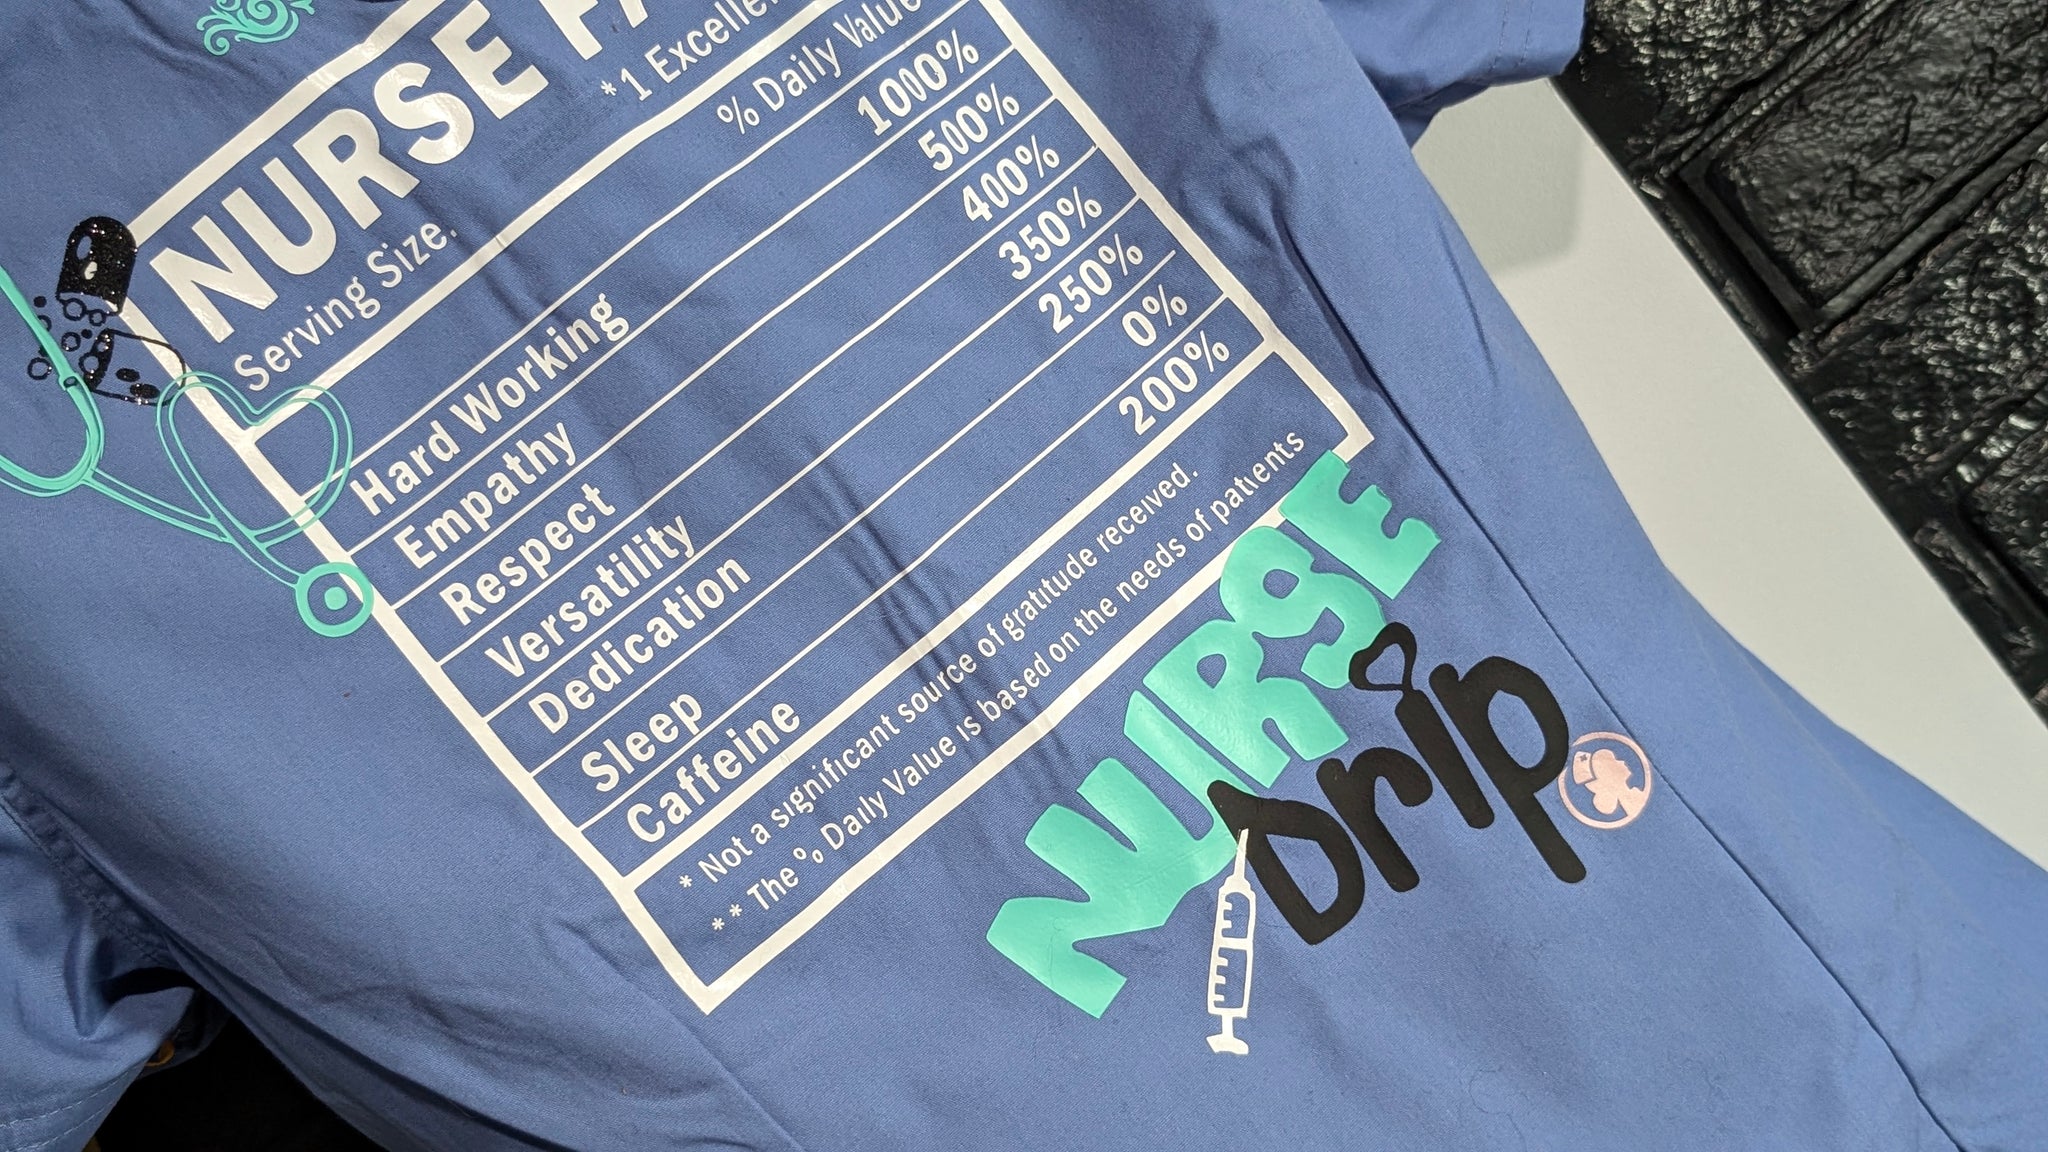 NURSE
Serving Size.
*1
% Daily Value
Hard Working 1000%
Empathy 500%
Respect 400%
Versatility 350%
Dedication 250%
Sleep 0%
Caffeine 200%
* Not a significant source of gratitude received.
** The % Daily Value is based on the needs of patients
NURSE
Drip